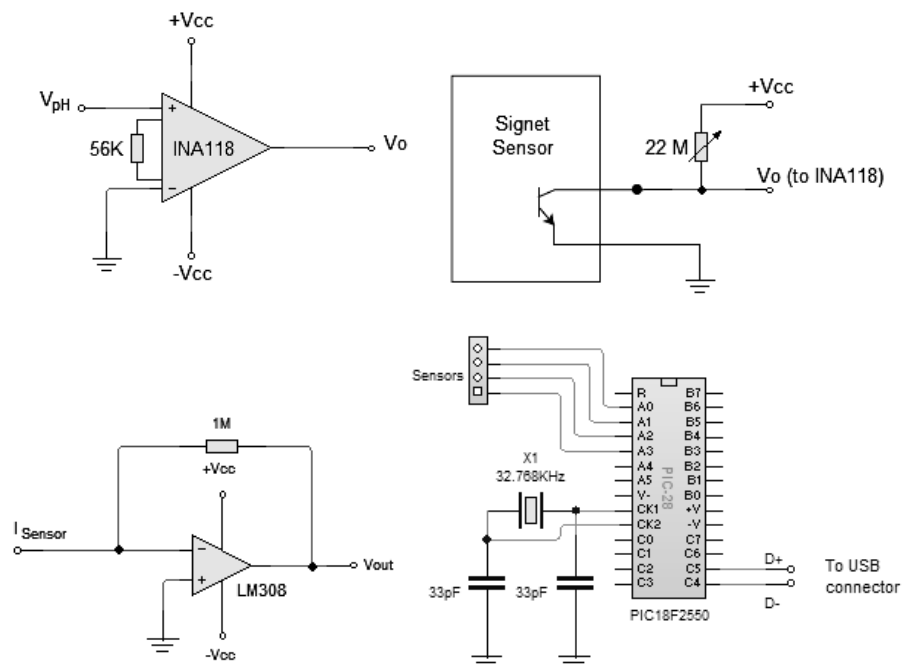 +Vcc
VpH
+
56K
INA118
Vo
-
-Vcc
Signet
Sensor
+Vcc
22 M
Vo (to INA118)
1M
+Vcc
I Sensor
-
+
LM308
Vout
-Vcc
Sensors
X1
32.768KHz
33pF
33pF
PIC-28
R
A0
A1
A2
A3
A4
A5
V-
CK1
CK2
C0
C1
C2
C3
B7
B6
B5
B4
B3
B2
B1
B0
+V
-V
C7
C6
C5
C4
PIC18F2550
D+
D-
To USB
connector